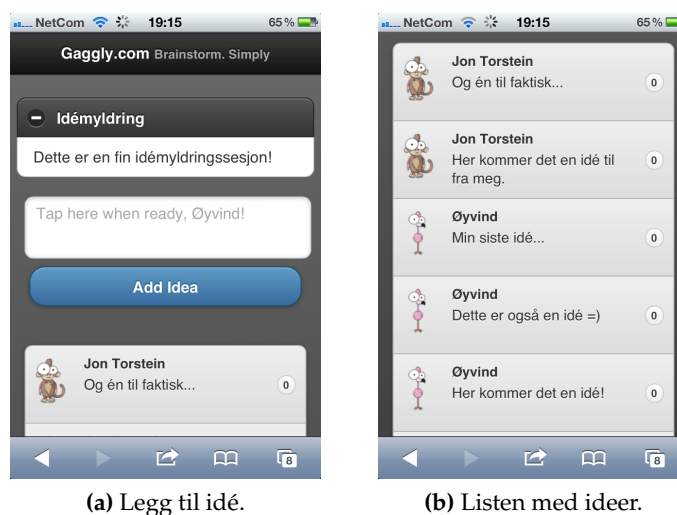 NetCom 19:15 65 %
Gaggly.com Brainstorm. Simply
Idémyldring
Dette er en fin idémyldringssesjon!
Tap here when ready, Øyvind!
Add Idea
Jon Torstein
Og én til faktisk...
0
8
(a) Legg til idé.
NetCom 19:15 65 %
Jon Torstein
Og én til faktisk...
0
Jon Torstein
Her kommer det en idé til
fra meg.
0
Øyvind
Min siste idé...
0
Øyvind
Dette er også en idé =)
0
Øyvind
Her kommer det en idé!
0
8
(b) Listen med ideer.